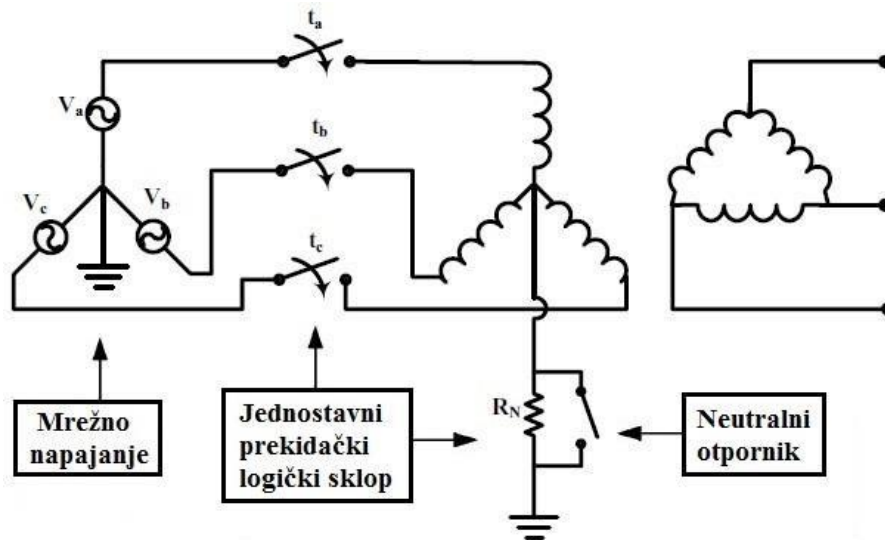 ta
Va
tb
Vc
Vb
tc
RN
Mrežno
napajanje
Jednostavni
prekidački
logički sklop
Neutralni
otpornik